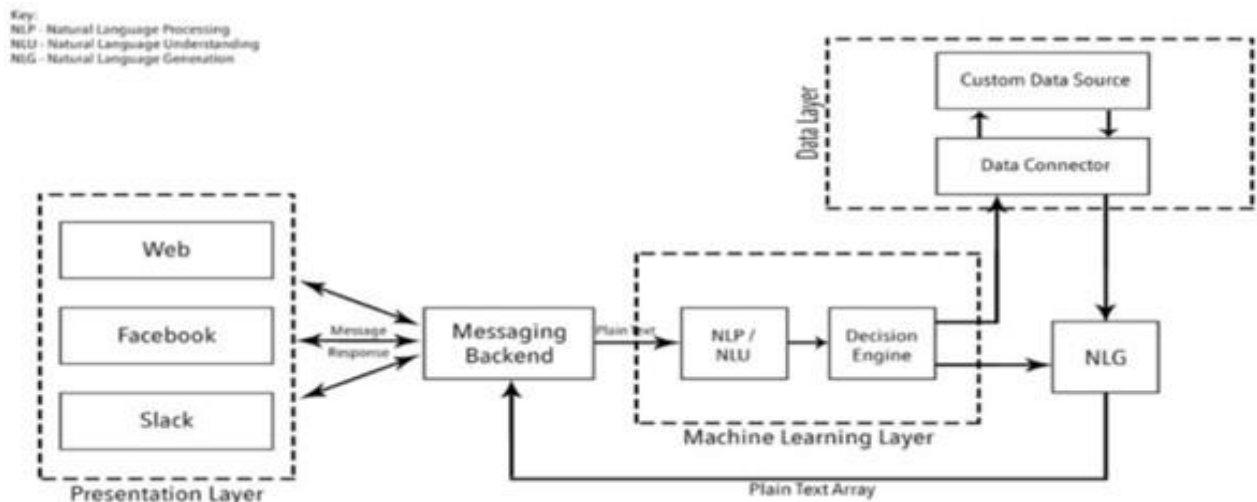 Key:
NLP - Natural Language Processing
NLU - Natural Language Understanding
NLG - Natural Language Generation
Custom Data Source
Data Layer
Data Connector
Web
Facebook
Slack
Presentation Layer
Message
Response
Messaging
Backend
Plain Text
NLP /
NLU
Decision
Engine
Machine Learning Layer
NLG
Plain Text Array